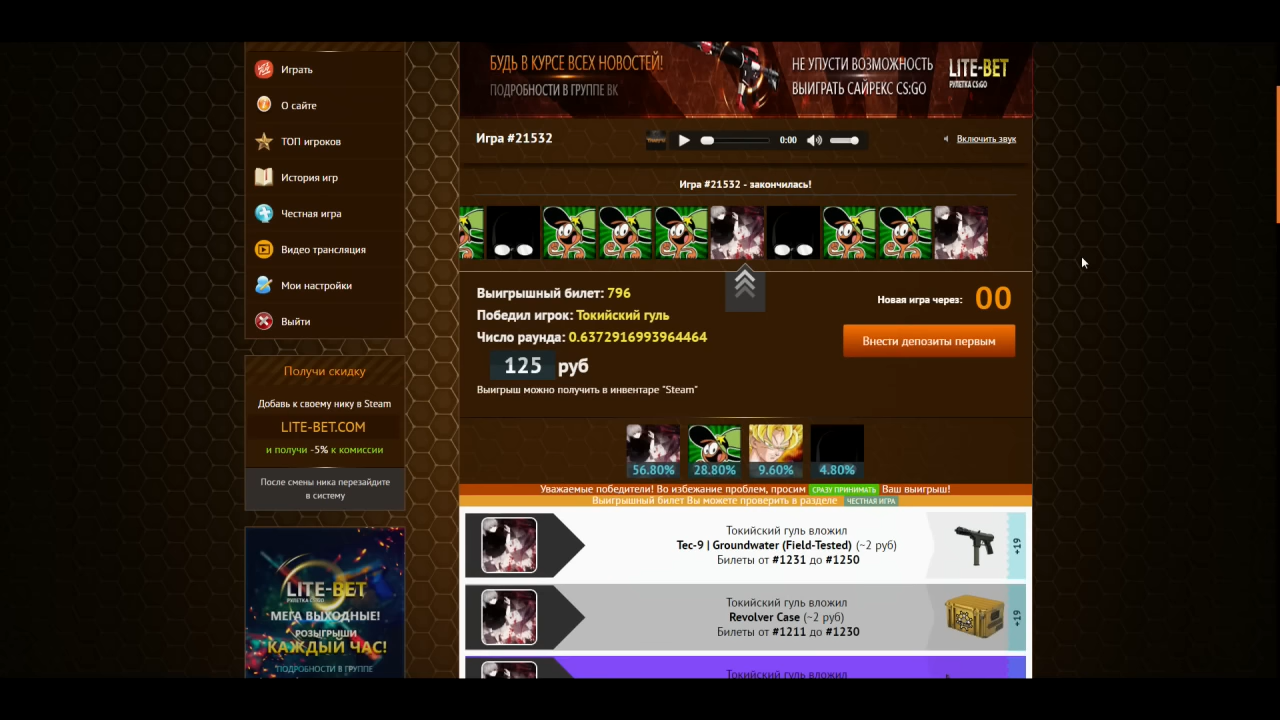 Играть
О сайте
ТОП игроков
История игр
Честная игра
Видео трансляция
Мои настройки
Выйти
Получи скидку
Добавь к своему нику в Steam
LITE-BET.COM
и получи -5% к комиссии
После смены ника перезайдите
в систему
LITE-BET
РУЛЕТКА CS:GO
МЕГА ВЫХОДНЫЕ!
РОЗЫГРЫШИ
КАЖДЫЙ ЧАС!
ПОДРОБНОСТИ В ГРУППЕ
БУДЬ В КУРСЕ ВСЕХ НОВОСТЕЙ!
ПОДРОБНОСТИ В ГРУППЕ ВК
НЕ УПУСТИ ВОЗМОЖНОСТЬ
ВЫИГРАТЬ САЙРЕКС CS:GO
LITE-BET
РУЛЕТКА CS:GO
Игра #21532
0:00
Включить звук
Игра #21532 - закончилась!
Выигрышный билет: 796
Победил игрок: Токийский гуль
Число раунда: 0.6372916993964464
125 руб
Выигрыш можно получить в инвентаре "Steam"
Новая игра через: 00
Внести депозиты первым
56.80% 28.80% 9.60% 4.80%
Уважаемые победители! Во избежание проблем, просим СРАЗУ ПРИНИМАТЬ Ваш выигрыш!
Выигрышный билет Вы можете проверить в разделе ЧЕСТНАЯ ИГРА
Токийский гуль вложил
Tec-9 | Groundwater (Field-Tested) (~2 руб)
Билеты от #1231 до #1250
+19
Токийский гуль вложил
Revolver Case (~2 руб)
Билеты от #1211 до #1230
+19
Токийский гуль вложил